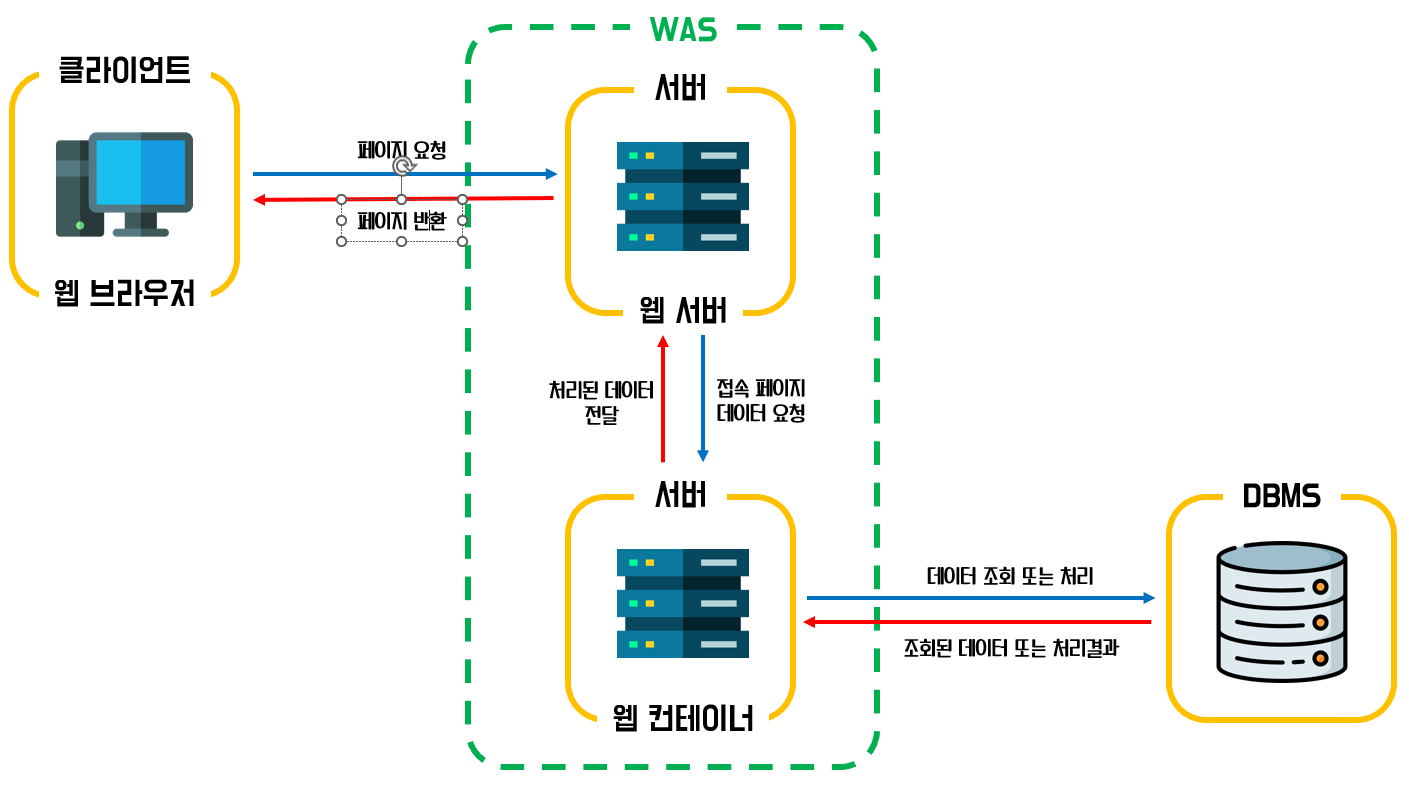 WAS
클라이언트
서버
페이지 요청
페이지 반환
웹 브라우저
웹 서버
처리된 데이터
전달
접속 페이지
데이터 요청
서버
DBMS
데이터 조회 또는 처리
조회된 데이터 또는 처리결과
웹 컨테이너